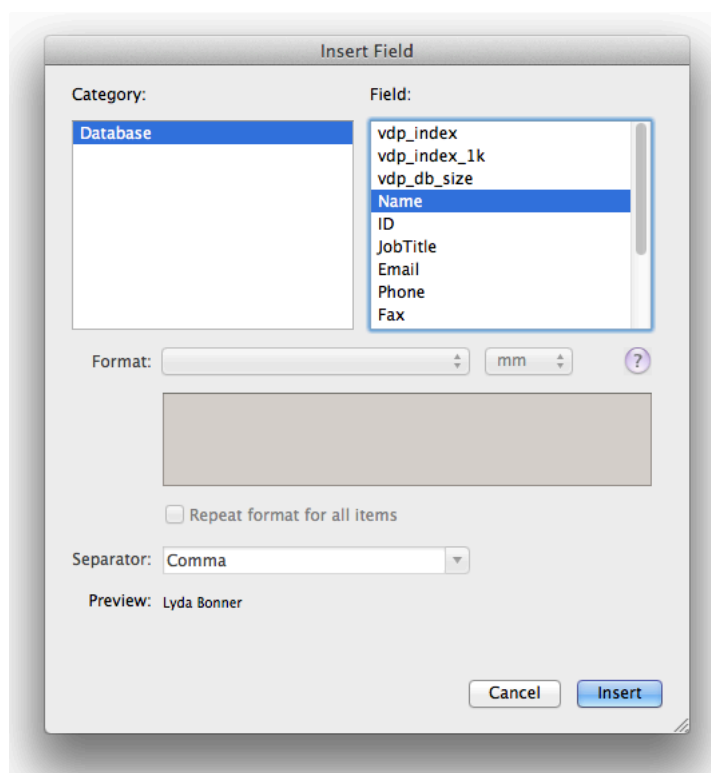 Insert Field
Category:
Field:
Database
vdp_index
vdp_index_1k
vdp_db_size
Name
ID
JobTitle
Email
Phone
Fax
Format:
mm
?
Repeat format for all items
Separator:
Comma
Preview:
Lyda Bonner
Cancel
Insert